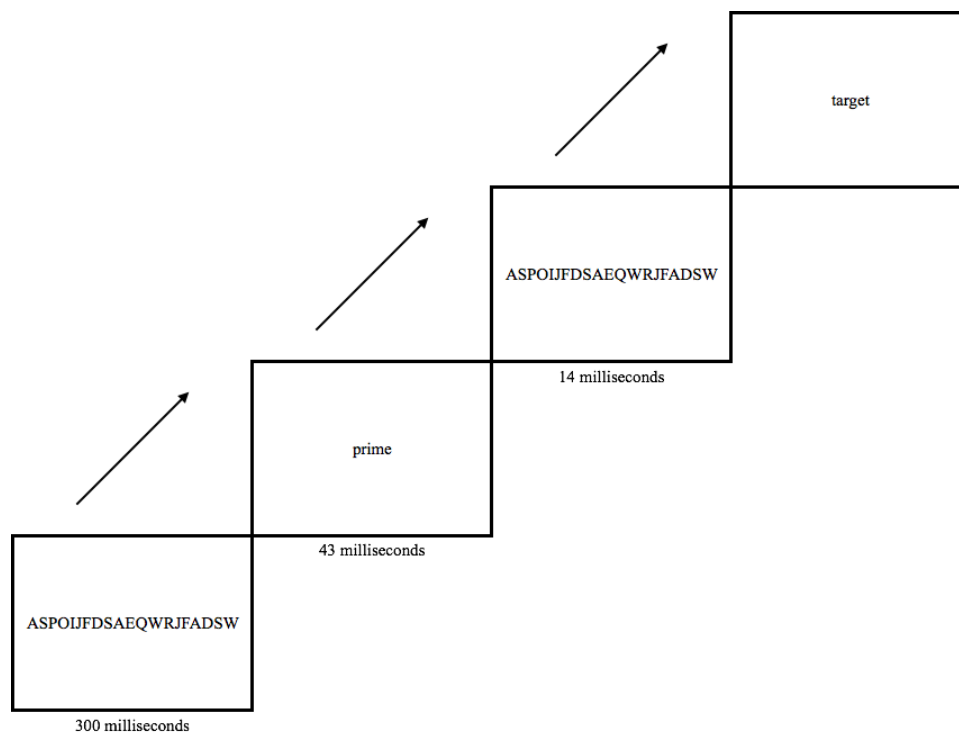 target
ASPOIJFDSAEQWRJFADSW
14 milliseconds
prime
43 milliseconds
ASPOIJFDSAEQWRJFADSW
300 milliseconds